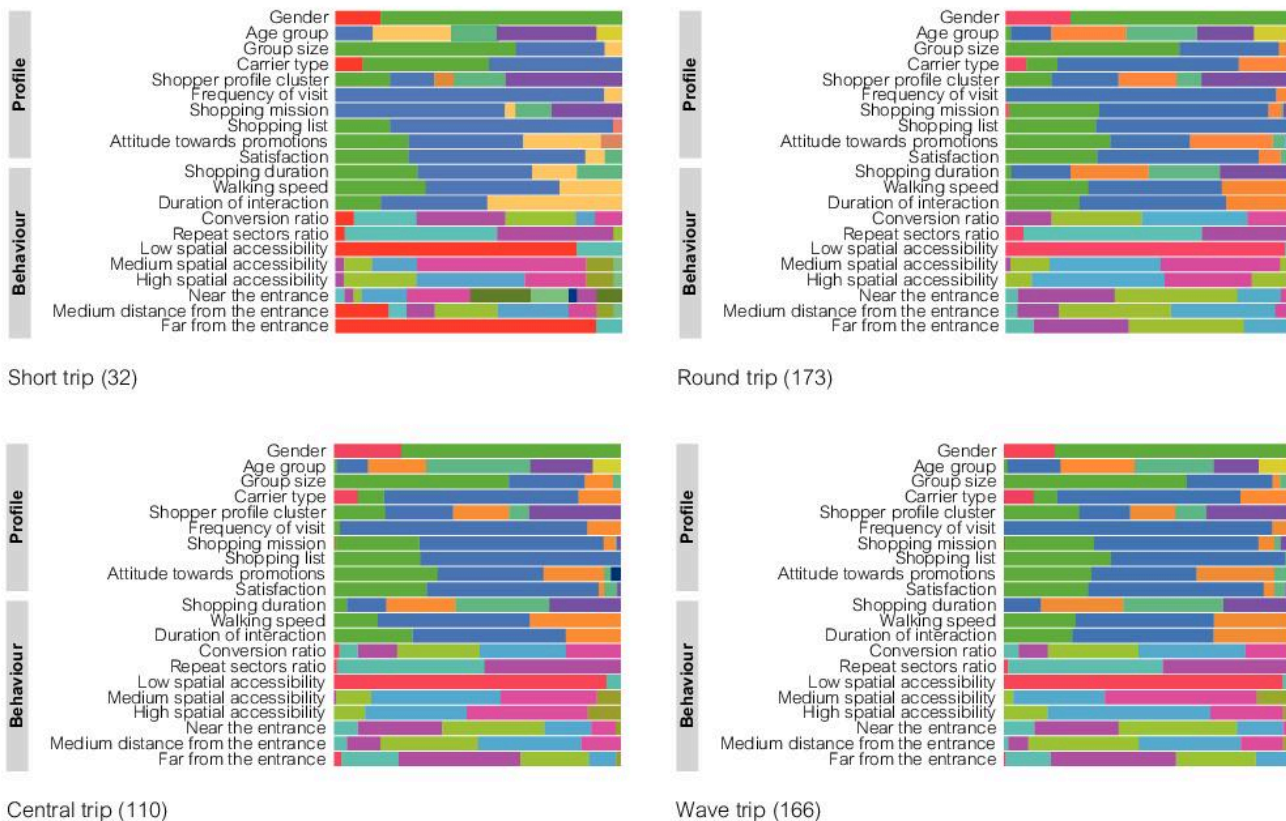 Profile
Behaviour
Gender
Age group
Group size
Carrier type
Shopper profile cluster
Frequency of visit
Shopping mission
Shopping list
Attitude towards promotions
Satisfaction
Shopping duration
Walking speed
Duration of interaction
Conversion ratio
Repeat sectors ratio
Low spatial accessibility
Medium spatial accessibility
High spatial accessibility
Near the entrance
Medium distance from the entrance
Far from the entrance
Short trip (32)
Profile
Behaviour
Gender
Age group
Group size
Carrier type
Shopper profile cluster
Frequency of visit
Shopping mission
Shopping list
Attitude towards promotions
Satisfaction
Shopping duration
Walking speed
Duration of interaction
Conversion ratio
Repeat sectors ratio
Low spatial accessibility
Medium spatial accessibility
High spatial accessibility
Near the entrance
Medium distance from the entrance
Far from the entrance
Round trip (173)
Profile
Behaviour
Gender
Age group
Group size
Carrier type
Shopper profile cluster
Frequency of visit
Shopping mission
Shopping list
Attitude towards promotions
Satisfaction
Shopping duration
Walking speed
Duration of interaction
Conversion ratio
Repeat sectors ratio
Low spatial accessibility
Medium spatial accessibility
High spatial accessibility
Near the entrance
Medium distance from the entrance
Far from the entrance
Central trip (110)
Profile
Behaviour
Gender
Age group
Group size
Carrier type
Shopper profile cluster
Frequency of visit
Shopping mission
Shopping list
Attitude towards promotions
Satisfaction
Shopping duration
Walking speed
Duration of interaction
Conversion ratio
Repeat sectors ratio
Low spatial accessibility
Medium spatial accessibility
High spatial accessibility
Near the entrance
Medium distance from the entrance
Far from the entrance
Wave trip (166)